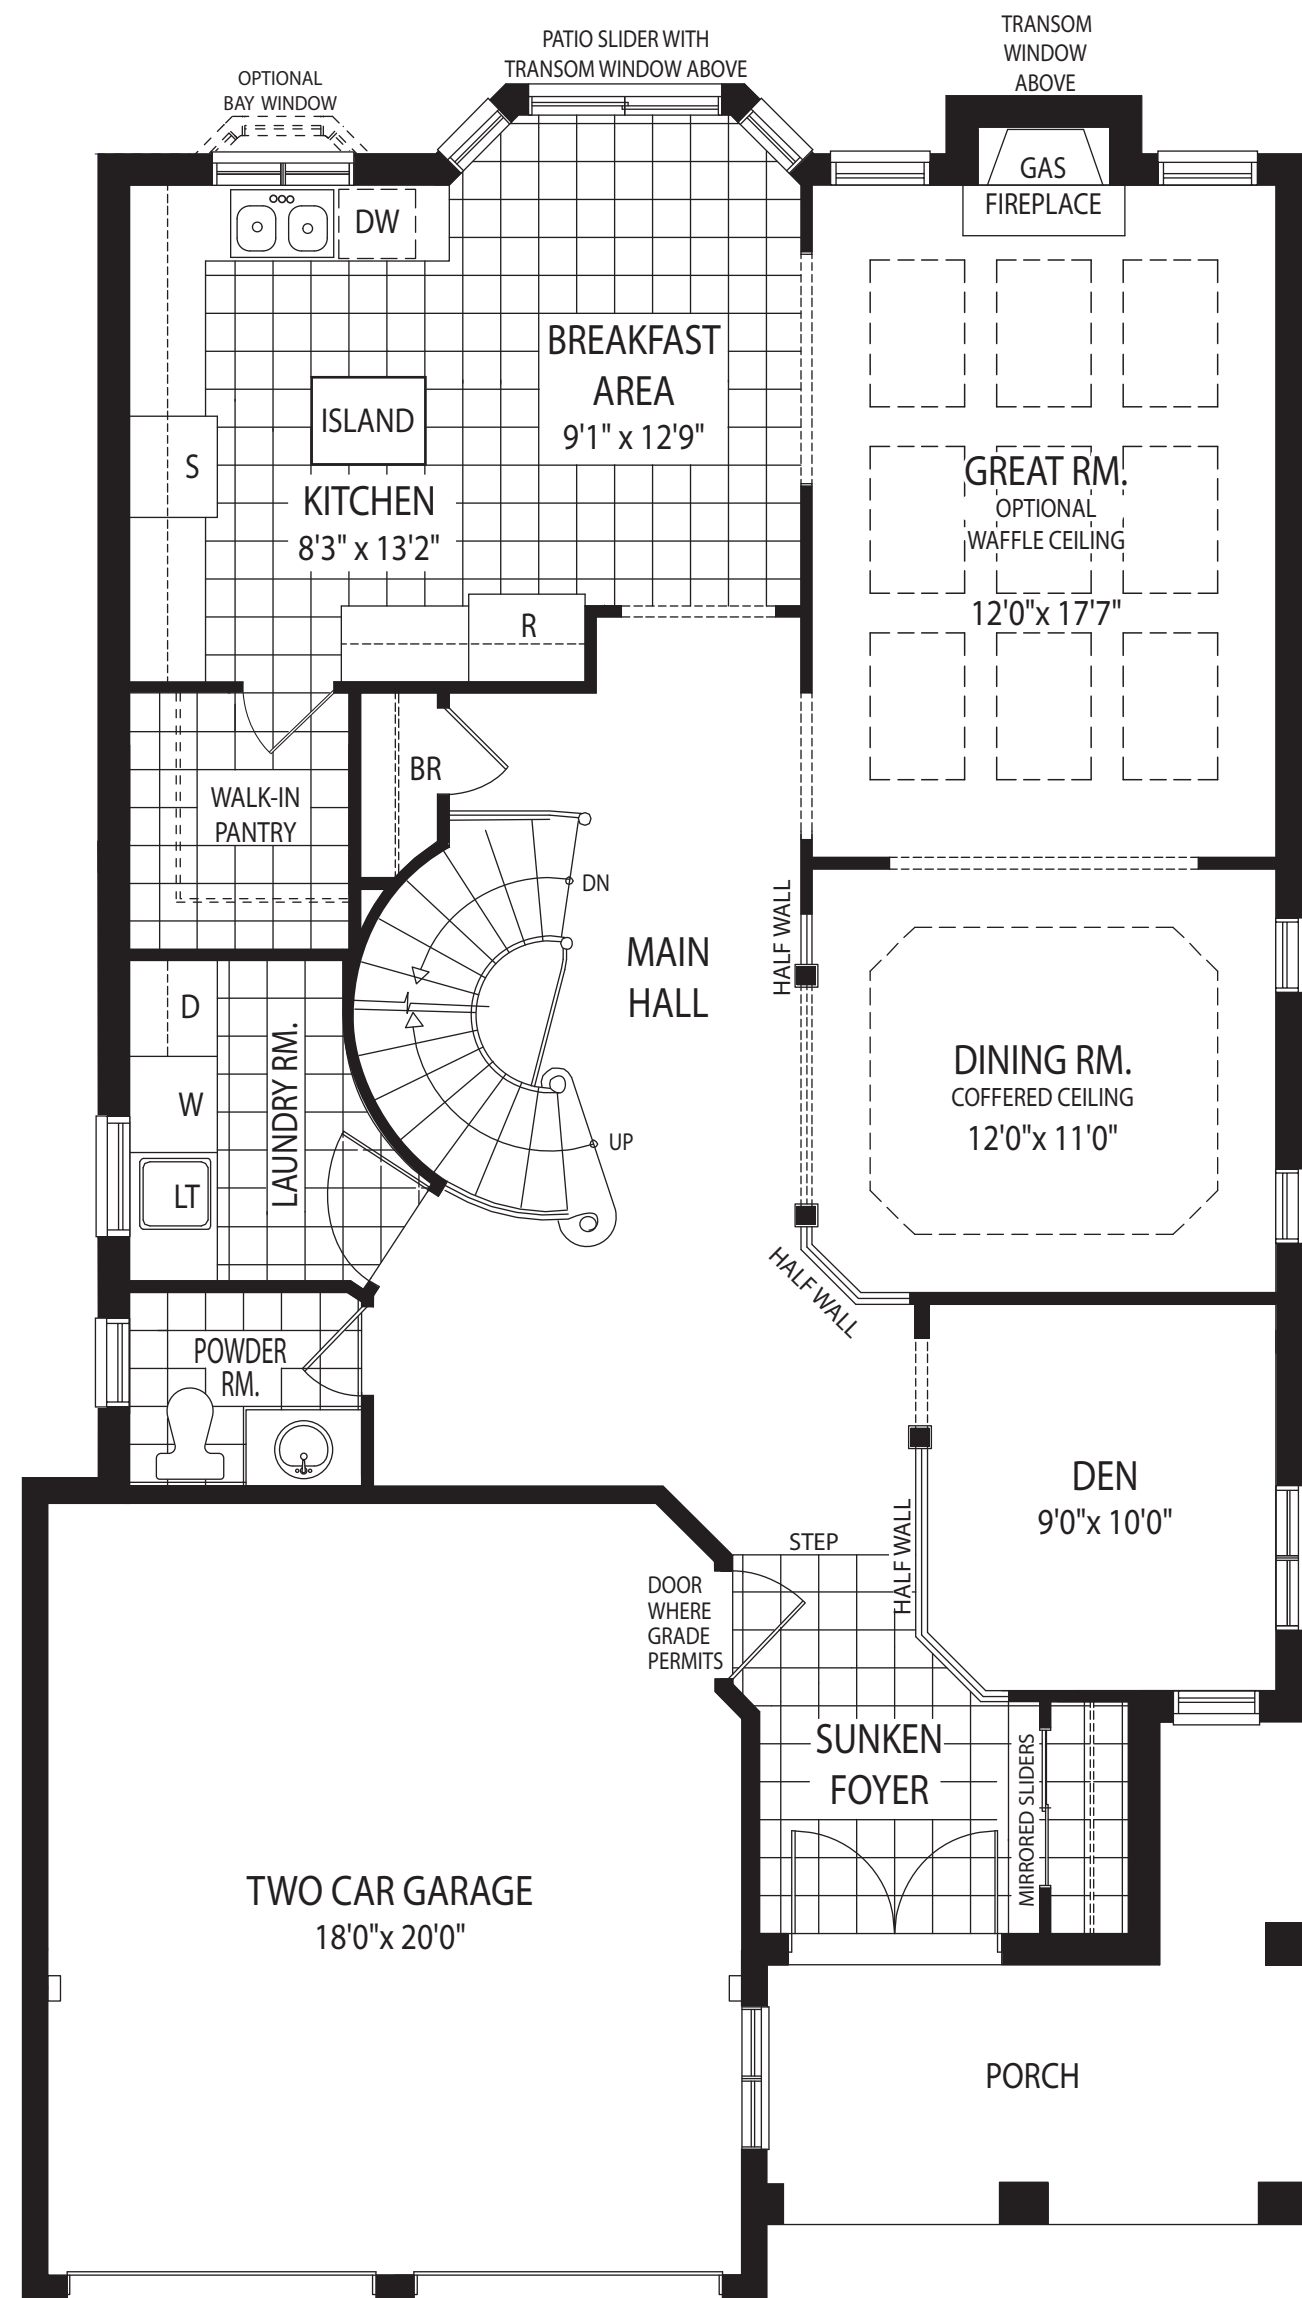 TRANSOM
WINDOW
ABOVE
PATIO SLIDER WITH
TRANSOM WINDOW ABOVE
OPTIONAL
BAY WINDOW
GAS
FIREPLACE
DW
BREAKFAST
AREA
9'1" x 12'9"
ISLAND
S
KITCHEN
8'3" x 13'2"
GREAT RM.
OPTIONAL
WAFFLE CEILING
12'0"x 17'7"
R
BR
WALK-IN
PANTRY
DN
MAIN
HALL
HALF WALL
D
W
LT
LAUNDRY RM.
UP
DINING RM.
COFFERED CEILING
12'0"x 11'0"
HALF WALL
POWDER
RM.
DEN
9'0"x 10'0"
STEP
HALF WALL
DOOR
WHERE
GRADE
PERMITS
SUNKEN
FOYER
MIRRORED SLIDERS
TWO CAR GARAGE
18'0"x 20'0"
PORCH